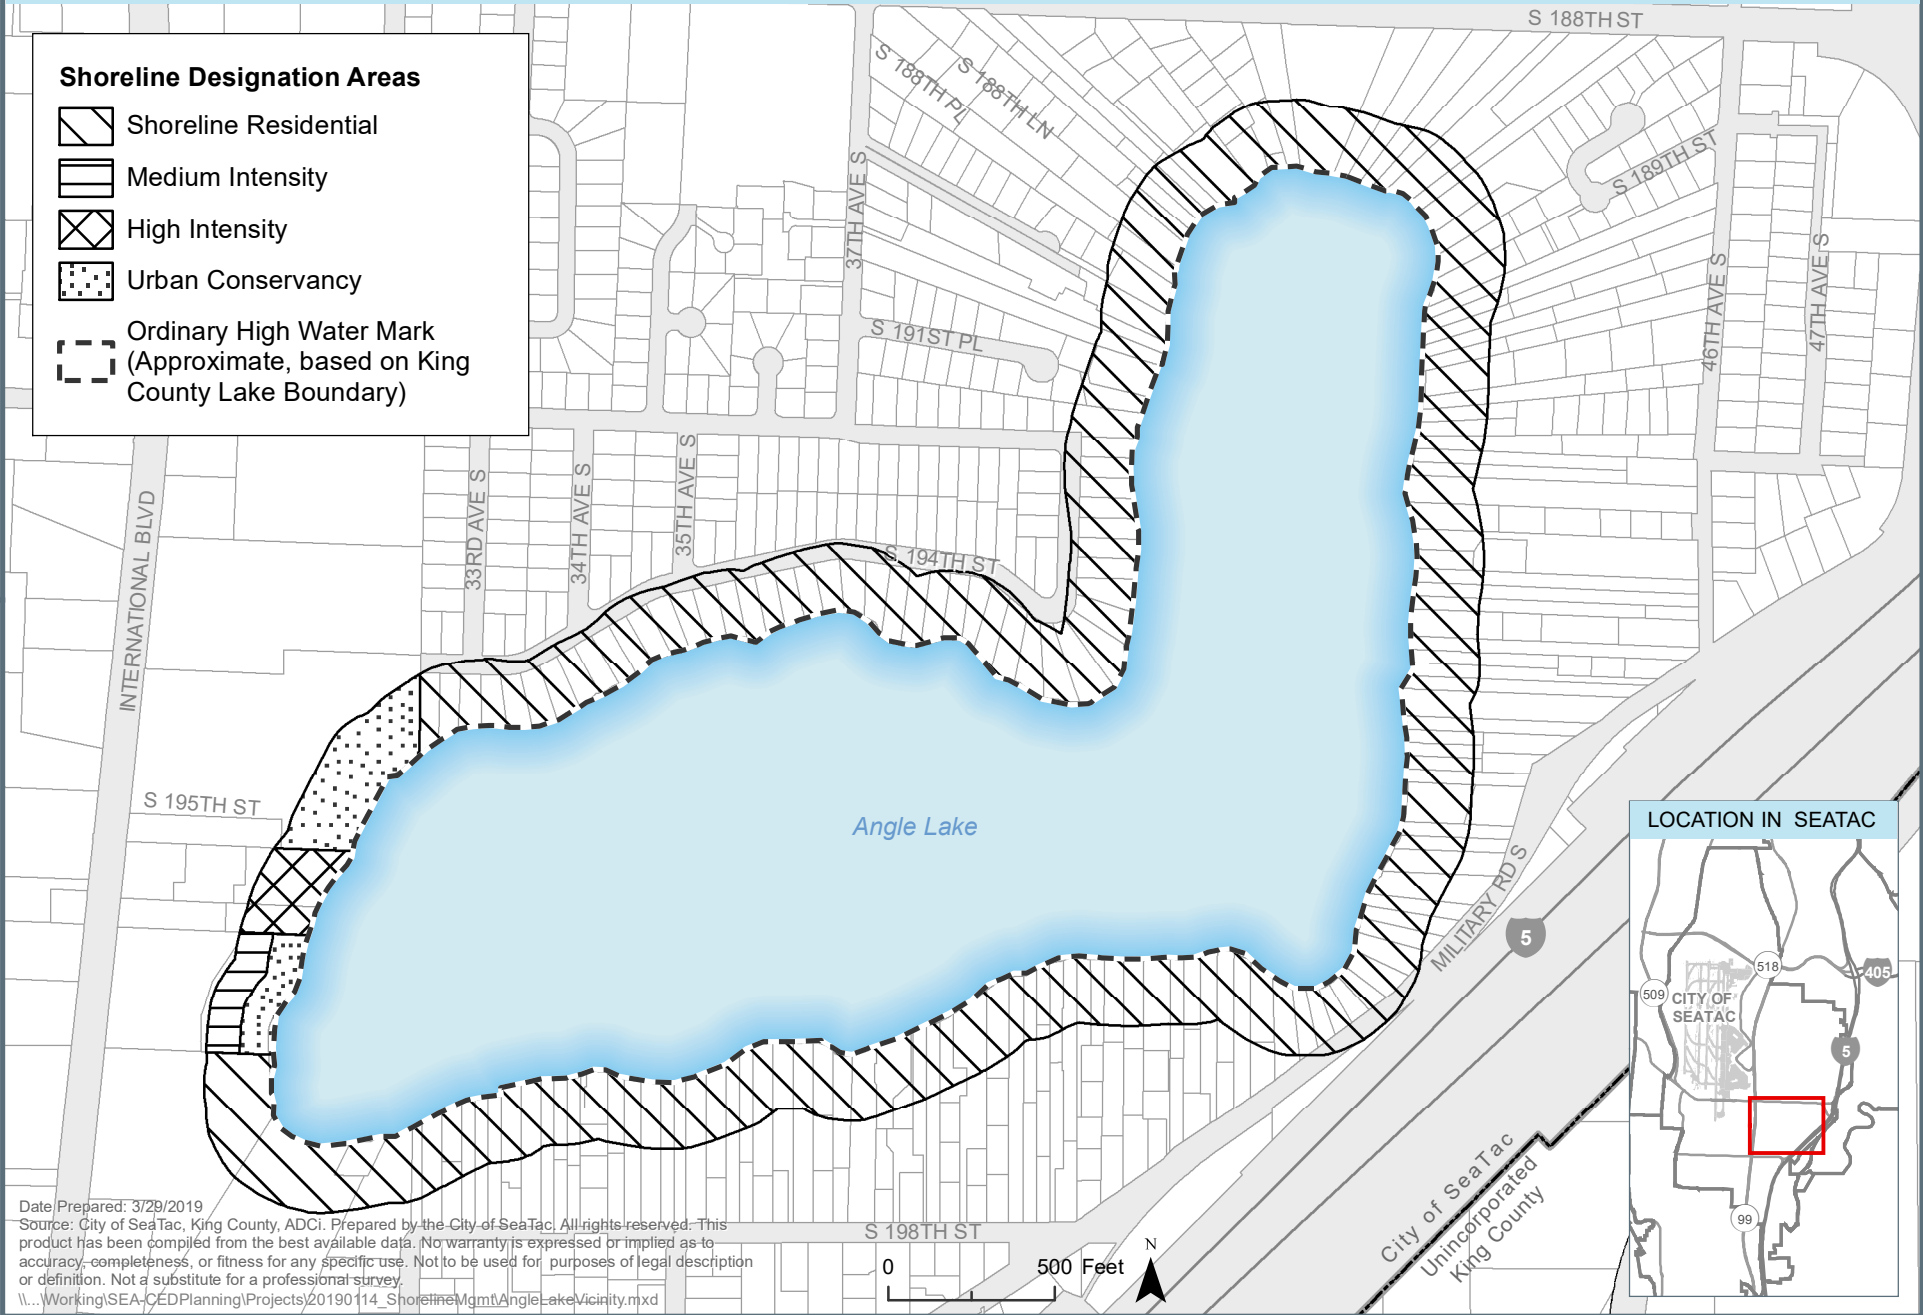 S 188TH ST
Shoreline Designation Areas
Shoreline Residential
Medium Intensity
High Intensity
Urban Conservancy
Ordinary High Water Mark
(Approximate, based on King
County Lake Boundary)
S 188TH PL
S 188TH LN
S 189TH ST
37TH AVE S
46TH AVE S
47TH AVE S
S 191ST PL
INTERNATIONAL BLVD
33RD AVE S
34TH AVE S
35TH AVE S
S 194TH ST
S 195TH ST
Angle Lake
MILITARY RD S
5
LOCATION IN SEATAC
518
405
509
CITY OF
SEATAC
5
99
City of SeaTac
Unincorporated
King County
S 198TH ST
0 500 Feet
N
Date Prepared: 3/29/2019
Source: City of SeaTac, King County, ADCi. Prepared by the City of SeaTac. All rights reserved. This
product has been compiled from the best available data. No warranty is expressed or implied as to
accuracy, completeness, or fitness for any specific use. Not to be used for purposes of legal description
or definition. Not a substitute for a professional survey.
\\...\Working\SEA-CEDPlanning\Projects\20190114_ShorelineMgmt\AngleLakeVicinity.mxd